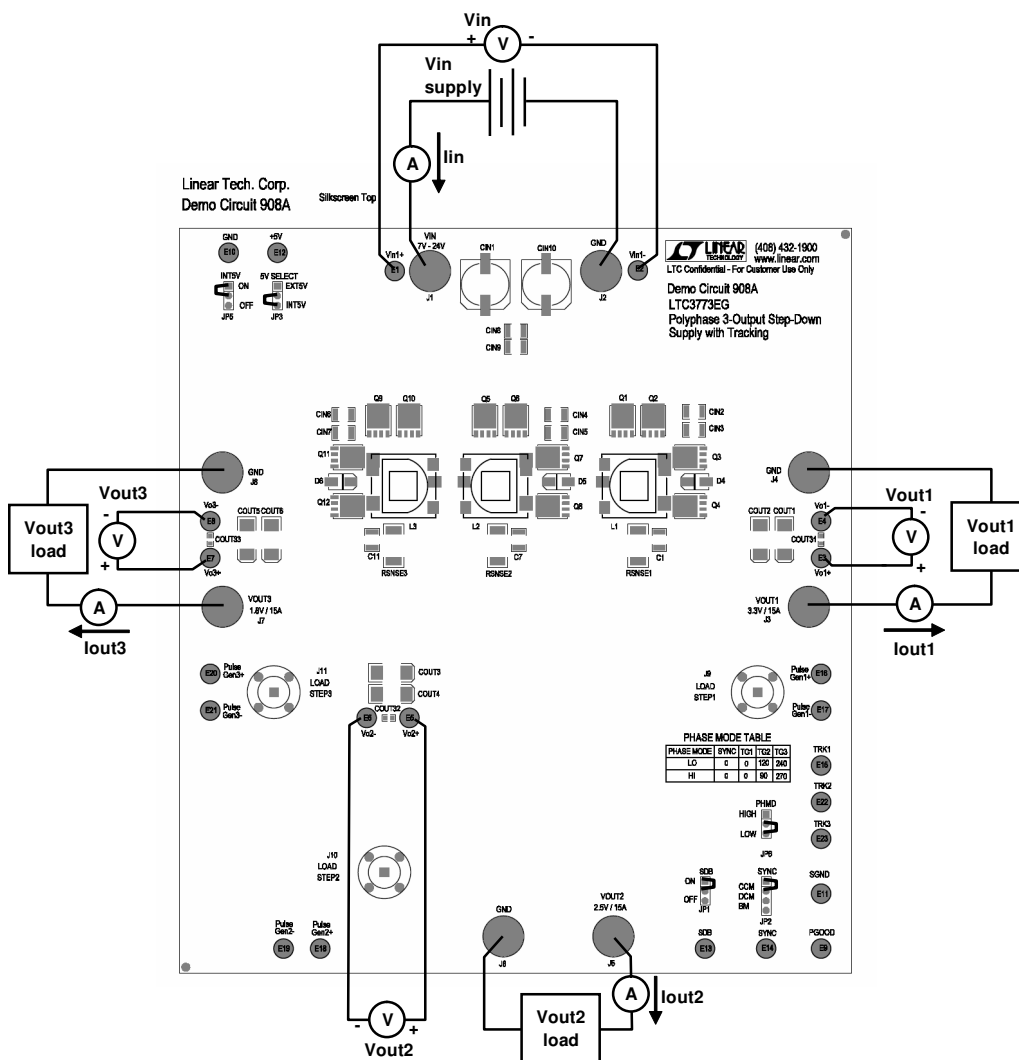 Vin
+ V -
Vin
supply
A
Iin
Linear Tech. Corp.
Demo Circuit 908A
Silkscreen Top
GND
E10
+5V
E12
INT5V
ON
OFF
JP5
5V SELECT
EXT5V
INT5V
JP3
Vin1+
E1
VIN
7V - 24V
J1
CIN1
CIN10
GND
J2
Vin1-
E2
CIN8
CIN9
LINEAR
TECHNOLOGY
(408) 432-1900
www.linear.com
LTC Confidential - For Customer Use Only
Demo Circuit 908A
LTC3773EG
Polyphase 3-Output Step-Down
Supply with Tracking
Q9
Q10
Q5
Q6
Q1
Q2
CIN6
CIN7
CIN4
CIN5
CIN2
CIN3
Q11
D6
Q12
Q7
D5
Q8
Q3
D4
Q4
L3
L2
L1
C11
RSNSE3
RSNSE2
C7
RSNSE1
C1
GND
J8
Vout3
Vo3-
E8
-
V
+
COUT33
E7
Vo3+
COUT5
COUT6
Vout3
load
VOUT3
1.8V / 15A
J7
A
Iout3
GND
J4
Vout1
Vo1-
E4
-
V
+
COUT31
E3
Vo1+
COUT2
COUT1
Vout1
load
VOUT1
3.3V / 15A
J3
A
Iout1
E20
Pulse
Gen3+
E21
Pulse
Gen3-
J11
LOAD
STEP3
COUT3
COUT4
COUT32
E6
Vo2-
E5
Vo2+
J9
LOAD
STEP1
Pulse
Gen1+
E16
Pulse
Gen1-
E17
PHASE MODE TABLE
PHASE MODE SYNC TG1 TG2 TG3
LO 0 0 120 240
HI 0 0 90 270
TRK1
E15
TRK2
E22
TRK3
E23
PHMD
HIGH
LOW
JP6
J10
LOAD
STEP2
SDB
ON
OFF
JP1
SYNC
CCM
DCM
BM
JP2
SGND
E11
Pulse
Gen2-
E19
Pulse
Gen2+
E18
GND
J6
VOUT2
2.5V / 15A
J5
SDB
E13
SYNC
E14
PGOOD
E9
A
Iout2
Vout2
load
- V +
Vout2